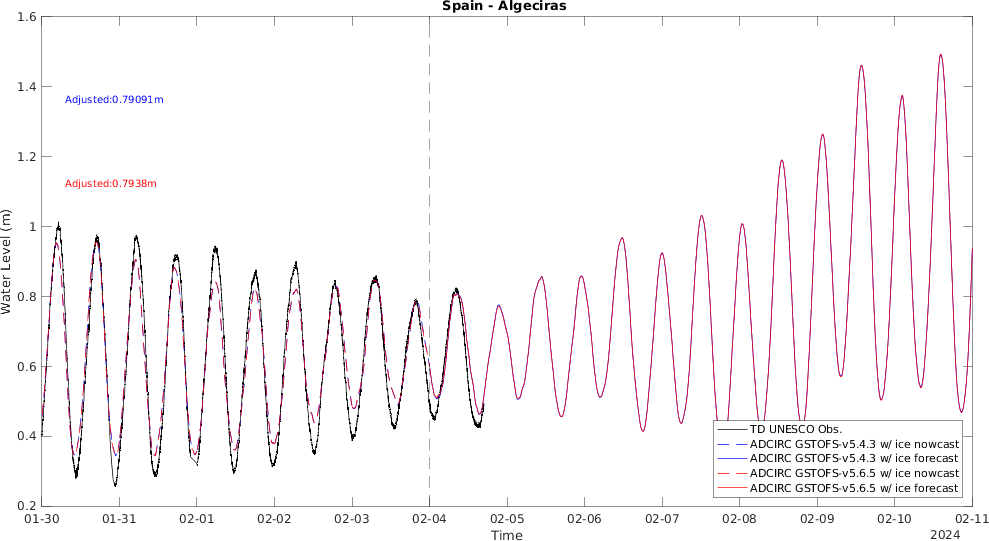 Spain - Algeciras
1.6
1.4
1.2
1
0.8
0.6
0.4
0.2
Water Level (m)
Adjusted:0.79091m
Adjusted:0.7938m
TD UNESCO Obs.
ADCIRC GSTOFS-v5.4.3 w/ ice nowcast
ADCIRC GSTOFS-v5.4.3 w/ ice forecast
ADCIRC GSTOFS-v5.6.5 w/ ice nowcast
ADCIRC GSTOFS-v5.6.5 w/ ice forecast
01-30 01-31 02-01 02-02 02-03 02-04 02-05 02-06 02-07 02-08 02-09 02-10 02-11
Time
2024